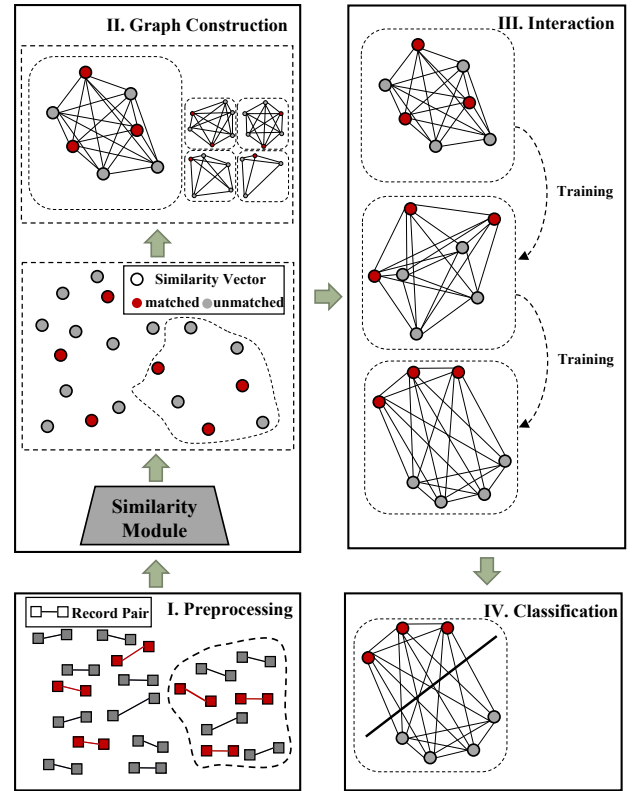 II. Graph Construction
Similarity Vector
matched unmatched
Similarity
Module
Record Pair
I. Preprocessing
III. Interaction
Training
Training
IV. Classification